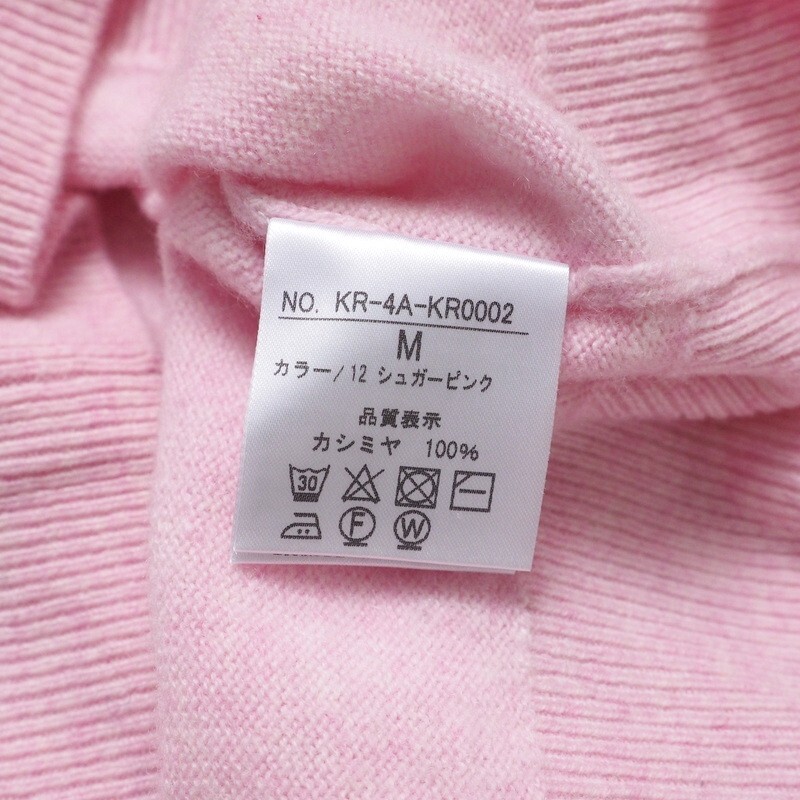 NO. KR-4A-KR0002
M
カラー/12 シュガーピンク
品質表示
カシミヤ 100%
30
F W